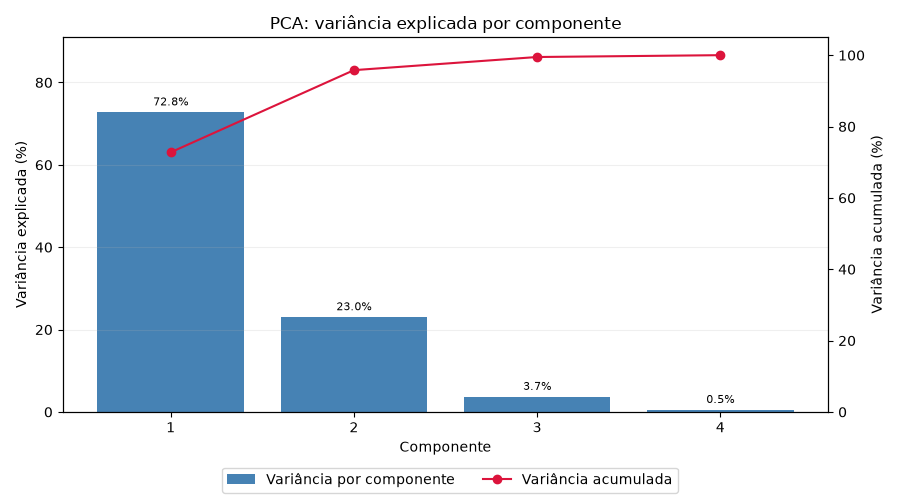 PCA: variância explicada por componente
Variância explicada (%)
80
60
40
20
0
72.8%
23.0%
3.7%
0.5%
100
80
60
40
20
0
Variância acumulada (%)
1 2 3 4
Componente
Variância por componente Variância acumulada